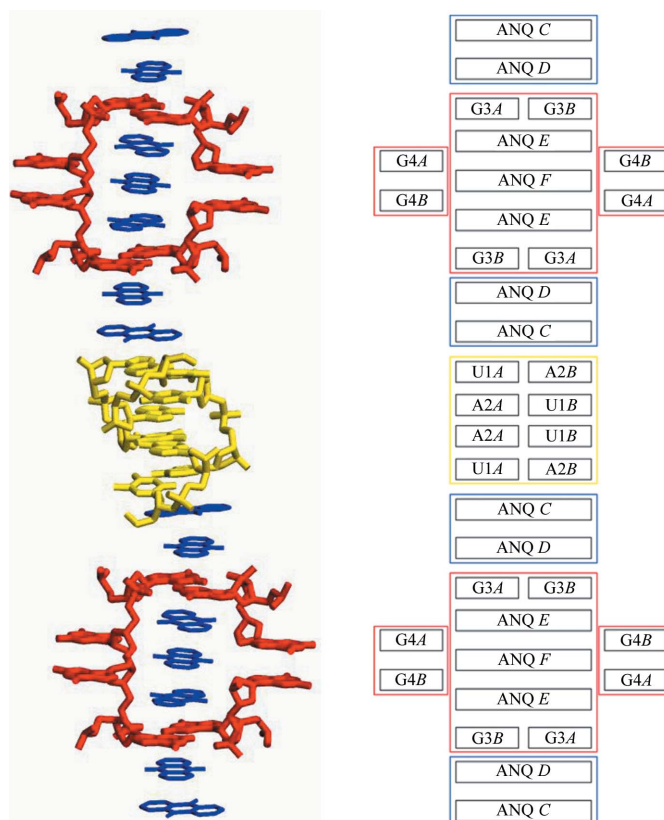 ANQ C
ANQ D
G3A G3B
ANQ E
G4A G4B
ANQ F
G4B G4A
ANQ E
G3B G3A
ANQ D
ANQ C
U1A A2B
A2A U1B
A2A U1B
U1A A2B
ANQ C
ANQ D
G3A G3B
ANQ E
G4A G4B
ANQ F
G4B G4A
ANQ E
G3B G3A
ANQ D
ANQ C